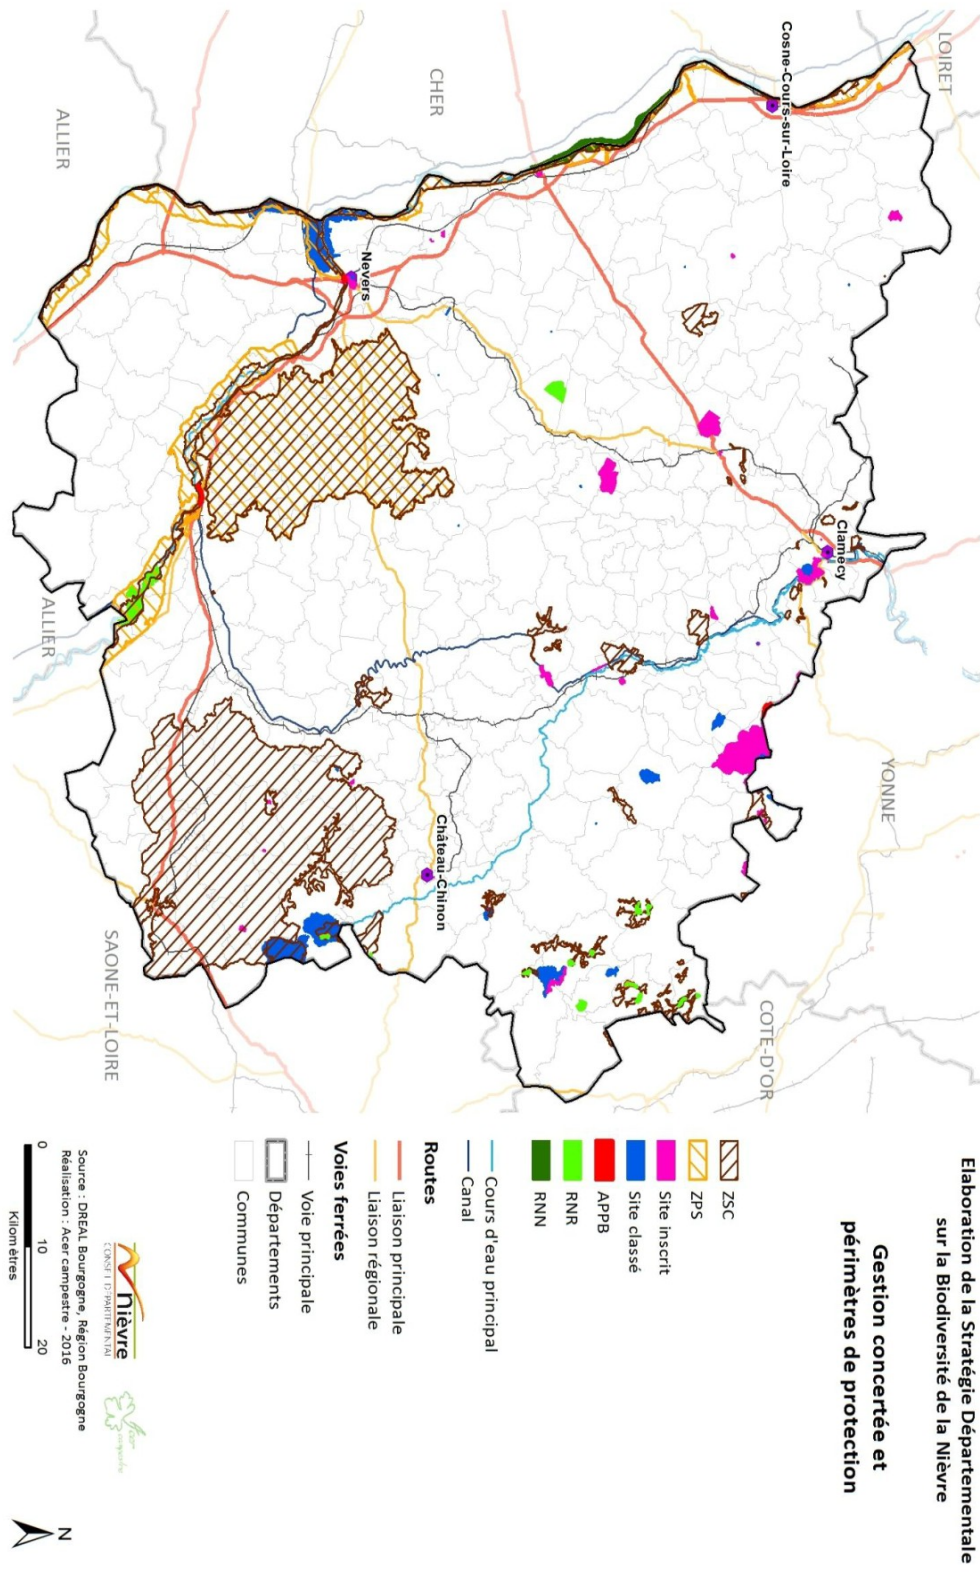 Elaboration de la Stratégie Départementale
sur la Biodiversité de la Nièvre
Gestion concertée et
périmètres de protection
ZSC
ZPS
Site inscrit
Site classé
APPB
RNR
RNN
Cours d'eau principal
Canal
Routes
Liaison principale
Liaison régionale
Voies ferrées
Voie principale
Départements
Communes
nièvre
CONSEIL DÉPARTEMENTAL
Source : DREAL Bourgogne, Région Bourgogne
Réalisation : Acer campestre - 2016
0 10 20
Kilomètres
N
LOIRET
Cosne-Cours-sur-Loire
CHER
ALLIER
Nevers
Clamecy
YONNE
ALLIER
Château-Chinon
COTE-D'OR
SAONE-ET-LOIRE